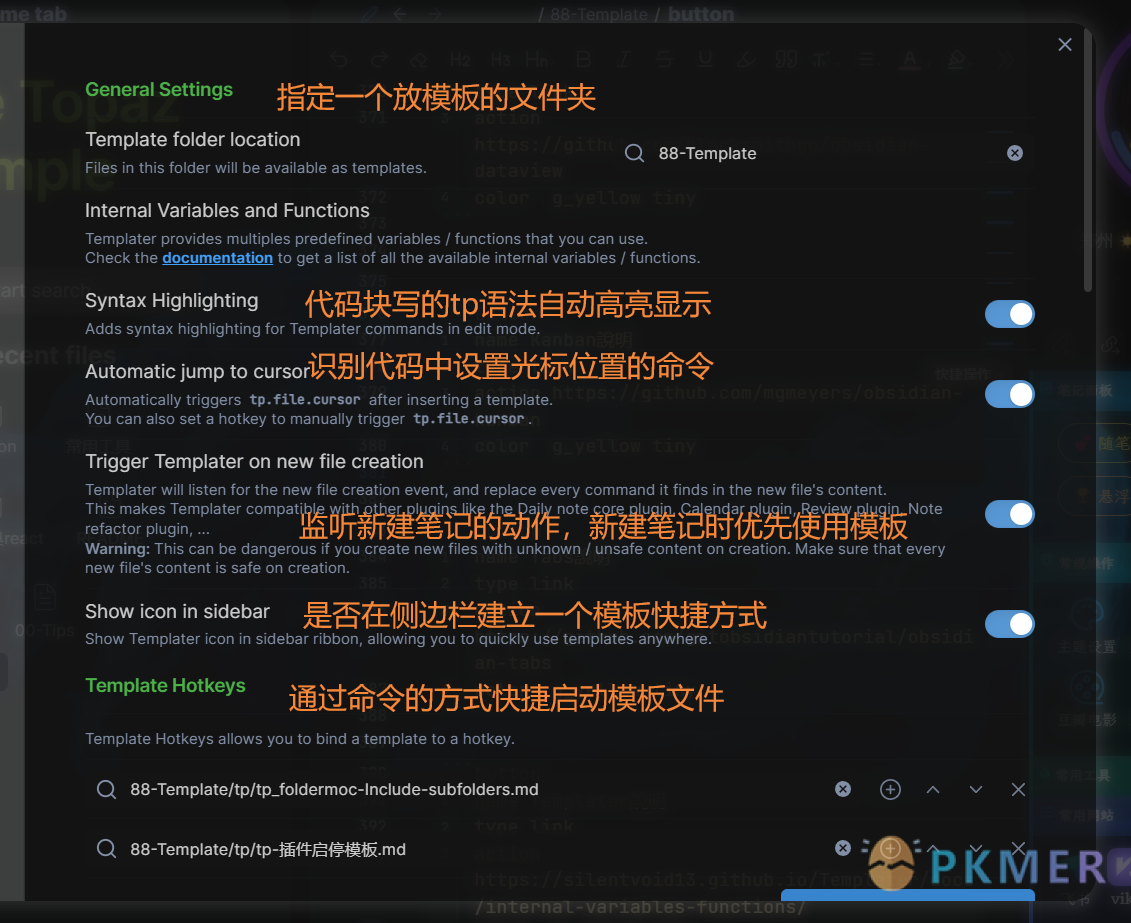 me tab
/ 88-Template / button
General Settings
指定一个放模板的文件夹
Template folder location
Files in this folder will be available as templates.
88-Template
Internal Variables and Functions
Templater provides multiples predefined variables / functions that you can use.
Check the documentation to get a list of all the available internal variables / functions.
Syntax Highlighting
代码块写的tp语法自动高亮显示
Adds syntax highlighting for Templater commands in edit mode.
Automatic jump to cursor
识别代码中设置光标位置的命令
Automatically triggers tp.file.cursor after inserting a template.
You can also set a hotkey to manually trigger tp.file.cursor.
Trigger Templater on new file creation
Templater will listen for the new file creation event, and replace every command it finds in the new file's content.
This makes Templater compatible with other plugins like the Daily note core plugin, Calendar plugin, Review plugin, Note
refactor plugin, ...
监听新建笔记的动作，新建笔记时优先使用模板
Warning: This can be dangerous if you create new files with unknown / unsafe content on creation. Make sure that every
new file's content is safe on creation.
Show icon in sidebar
是否在侧边栏建立一个模板快捷方式
Show Templater icon in sidebar ribbon, allowing you to quickly use templates anywhere.
Template Hotkeys
通过命令的方式快捷启动模板文件
Template Hotkeys allows you to bind a template to a hotkey.
88-Template/tp/tp_foldermoc-Include-subfolders.md
88-Template/tp/tp-插件启停模板.md
PKMER
/internal-variables-functions/